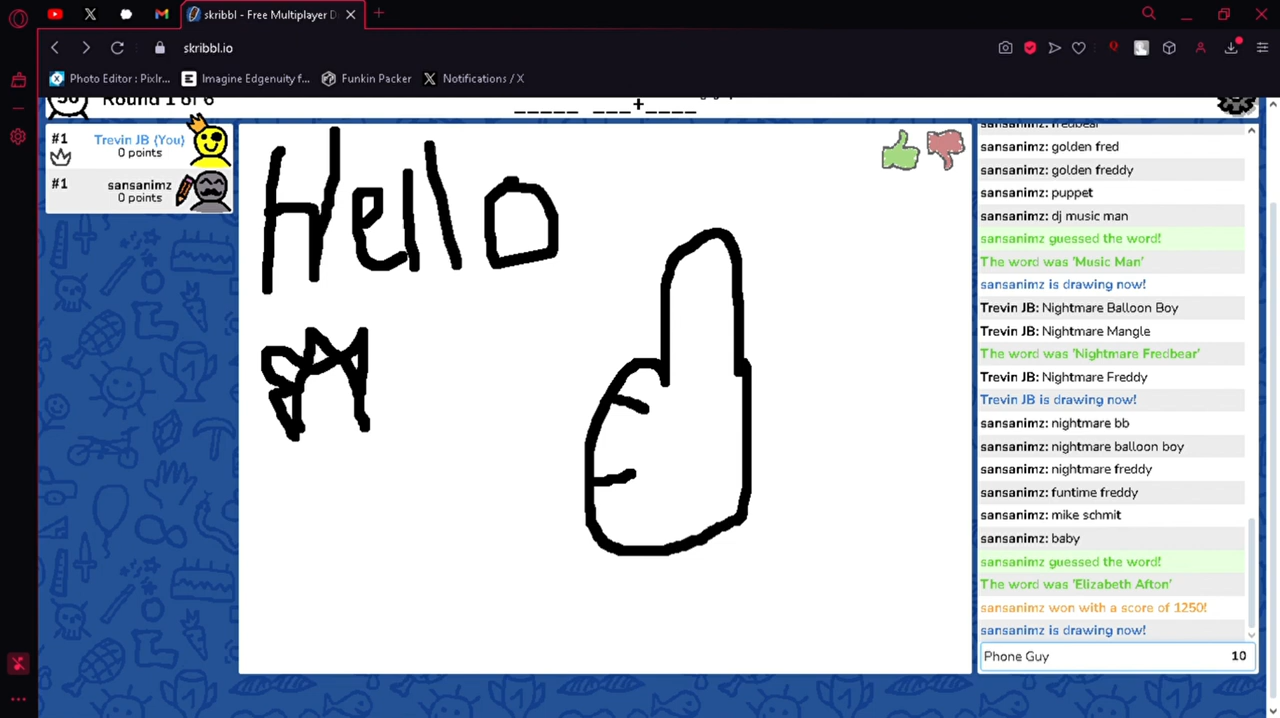 skribbl - Free Multiplayer D
skribbl.io
Photo Editor : Pixlr...
Imagine Edgenuity f...
Funkin Packer
Notifications / X
Round 1 of 6
_____ ___+____
#1
Trevin JB (You)
0 points
#1
sansanimz
0 points
Hello
sansanimz: fredbear
sansanimz: golden fred
sansanimz: golden freddy
sansanimz: puppet
sansanimz: dj music man
sansanimz guessed the word!
The word was 'Music Man'
sansanimz is drawing now!
Trevin JB: Nightmare Balloon Boy
Trevin JB: Nightmare Mangle
The word was 'Nightmare Fredbear'
Trevin JB: Nightmare Freddy
Trevin JB is drawing now!
sansanimz: nightmare bb
sansanimz: nightmare balloon boy
sansanimz: nightmare freddy
sansanimz: funtime freddy
sansanimz: mike schmit
sansanimz: baby
sansanimz guessed the word!
The word was 'Elizabeth Afton'
sansanimz won with a score of 1250!
sansanimz is drawing now!
Phone Guy 10